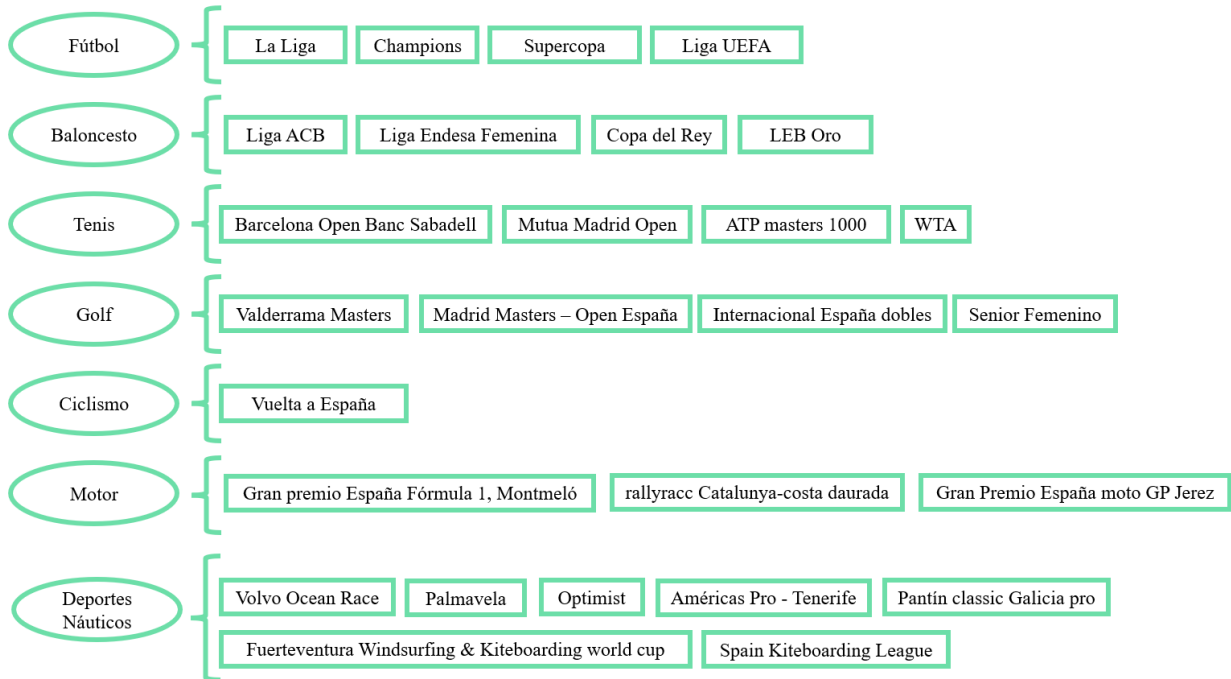 Fútbol
La Liga
Champions
Supercopa
Liga UEFA
Baloncesto
Liga ACB
Liga Endesa Femenina
Copa del Rey
LEB Oro
Tenis
Barcelona Open Banc Sabadell
Mutua Madrid Open
ATP masters 1000
WTA
Golf
Valderrama Masters
Madrid Masters – Open España
Internacional España dobles
Senior Femenino
Ciclismo
Vuelta a España
Motor
Gran premio España Fórmula 1, Montmeló
rallyracc Catalunya-costa daurada
Gran Premio España moto GP Jerez
Deportes
Náuticos
Volvo Ocean Race
Palmavela
Optimist
Américas Pro - Tenerife
Pantín classic Galicia pro
Fuerteventura Windsurfing & Kiteboarding world cup
Spain Kiteboarding League